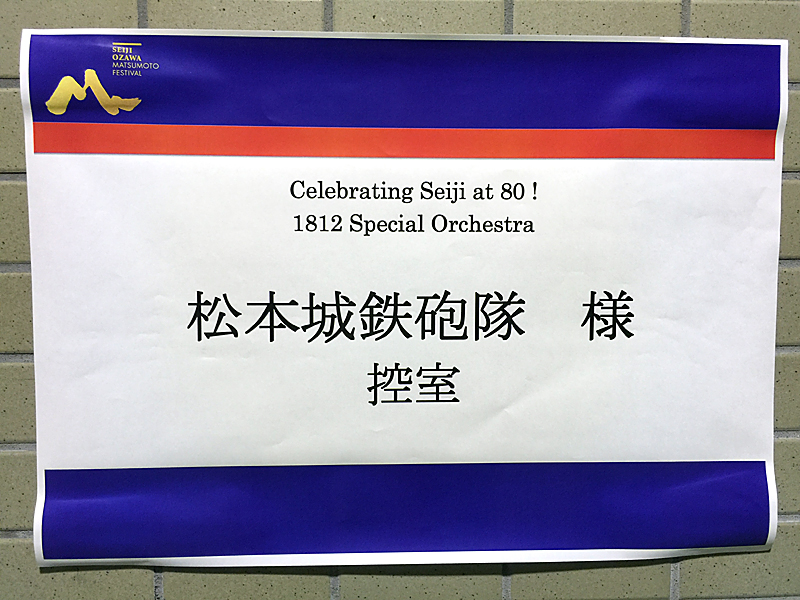 SEIJI
OZAWA
MATSUMOTO
FESTIVAL
Celebrating Seiji at 80 !
1812 Special Orchestra
松本城鉄砲隊　様
控室